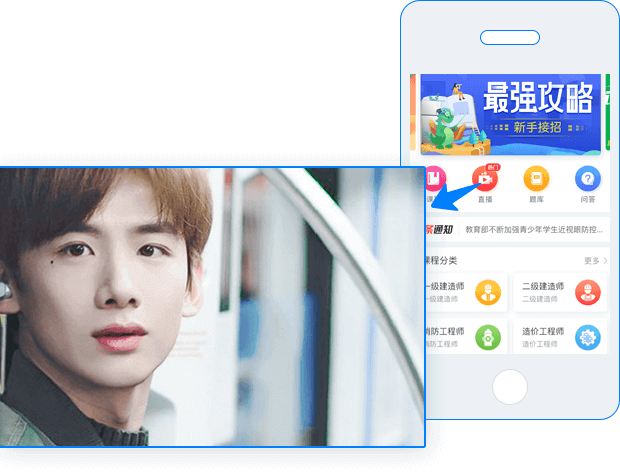 最强攻略
新手接招
热门
课
直播
题库
问答
条通知
教育部不断加强青少年学生近视眼防控...
课程分类
更多
一级建造师
一级建造师
二级建造师
二级建造师
消防工程师
消防工程师
造价工程师
造价工程师